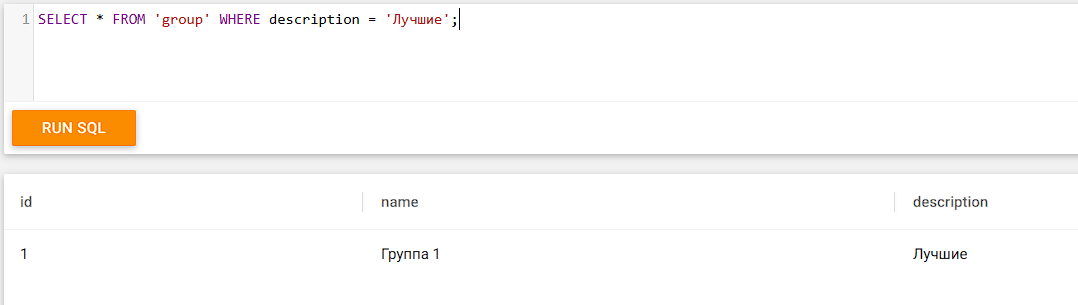 1 SELECT * FROM 'group' WHERE description = 'Лучшие';
RUN SQL
id name description
1 Группа 1 Лучшие